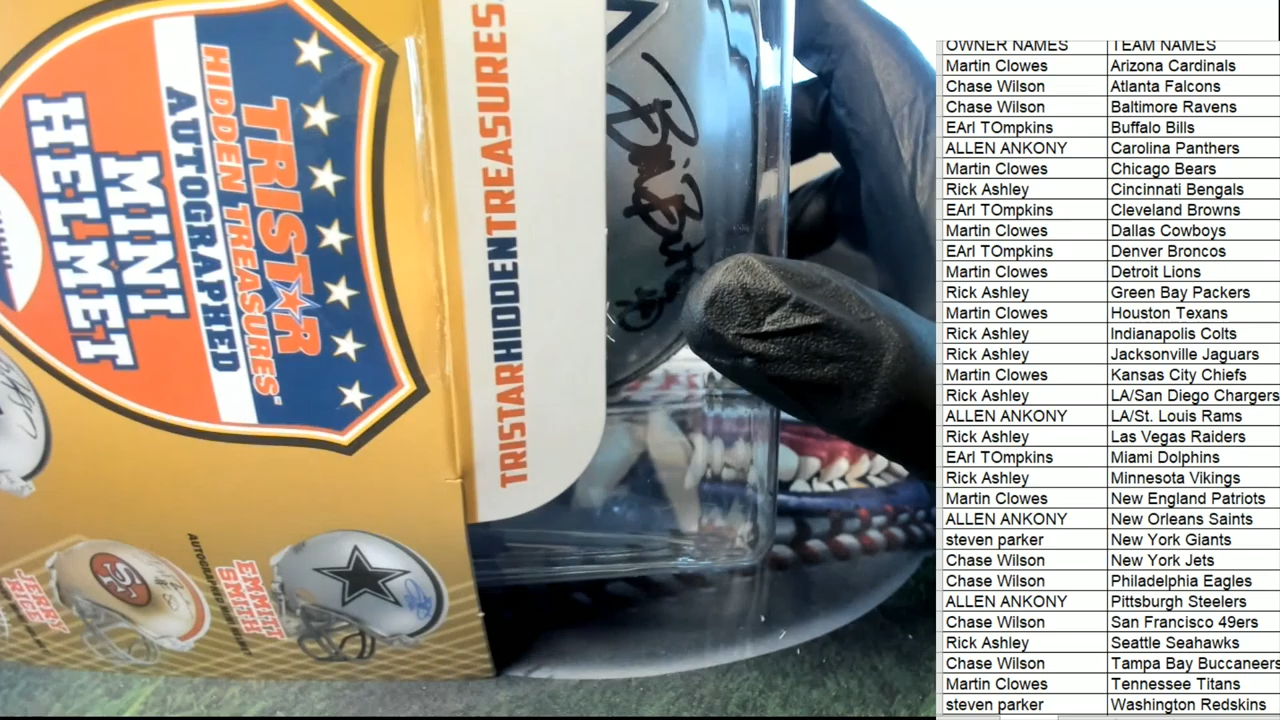 TRISTAR
HIDDEN TREASURES
AUTOGRAPHED
MINI
HELMET
TRISTARHIDDENTREASURES.
EMMITT
SMITH
JERRY
RICE
OWNER NAMES TEAM NAMES
Martin Clowes Arizona Cardinals
Chase Wilson Atlanta Falcons
Chase Wilson Baltimore Ravens
EArl TOmpkins Buffalo Bills
ALLEN ANKONY Carolina Panthers
Martin Clowes Chicago Bears
Rick Ashley Cincinnati Bengals
EArl TOmpkins Cleveland Browns
Martin Clowes Dallas Cowboys
EArl TOmpkins Denver Broncos
Martin Clowes Detroit Lions
Rick Ashley Green Bay Packers
Martin Clowes Houston Texans
Rick Ashley Indianapolis Colts
Rick Ashley Jacksonville Jaguars
Martin Clowes Kansas City Chiefs
Rick Ashley LA/San Diego Chargers
ALLEN ANKONY LA/St. Louis Rams
Rick Ashley Las Vegas Raiders
EArl TOmpkins Miami Dolphins
Rick Ashley Minnesota Vikings
Martin Clowes New England Patriots
ALLEN ANKONY New Orleans Saints
steven parker New York Giants
Chase Wilson New York Jets
Chase Wilson Philadelphia Eagles
ALLEN ANKONY Pittsburgh Steelers
Chase Wilson San Francisco 49ers
Rick Ashley Seattle Seahawks
Chase Wilson Tampa Bay Buccaneers
Martin Clowes Tennessee Titans
steven parker Washington Redskins